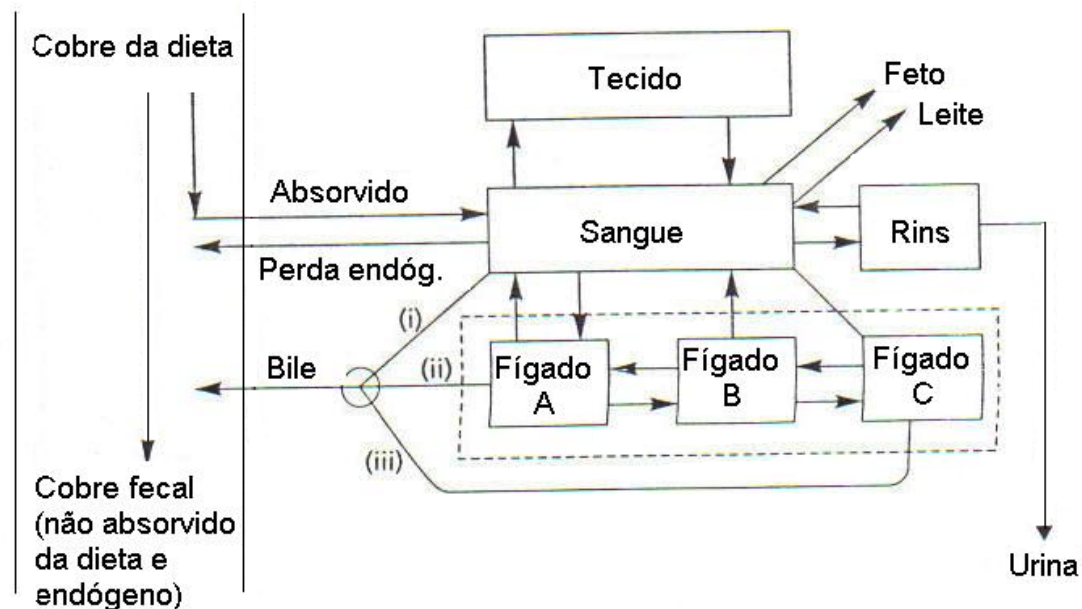 Cobre da dieta
Tecido
Feto
Leite
Absorvido
Sangue
Rins
Perda endóg.
(i)
Bile
(ii)
Fígado
A
Fígado
B
Fígado
C
(iii)
Cobre fecal
(não absorvido
da dieta e
endógeno)
Urina